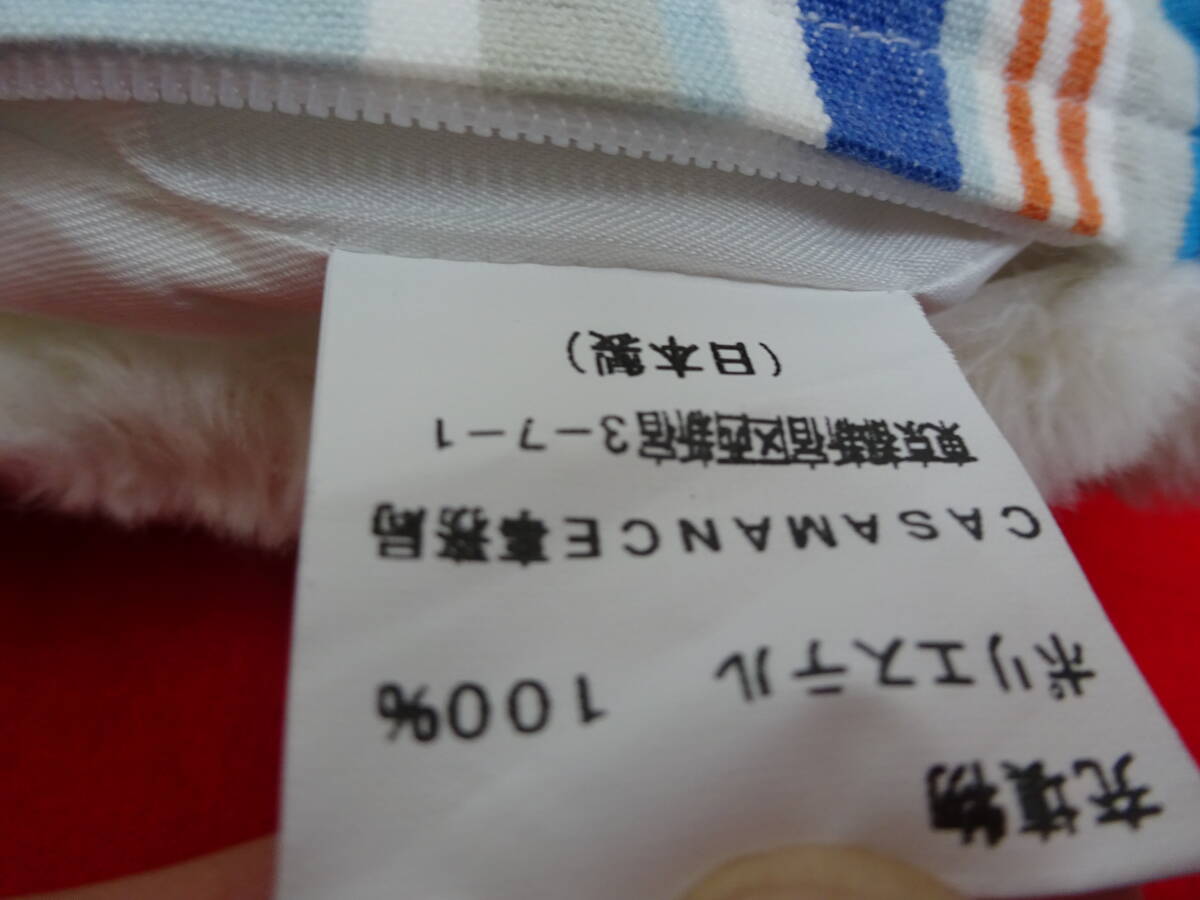 充填物
ポリエステル 100%
CASAMANCE事務局
東京都新宿区西新宿3-7-1
(日本製)